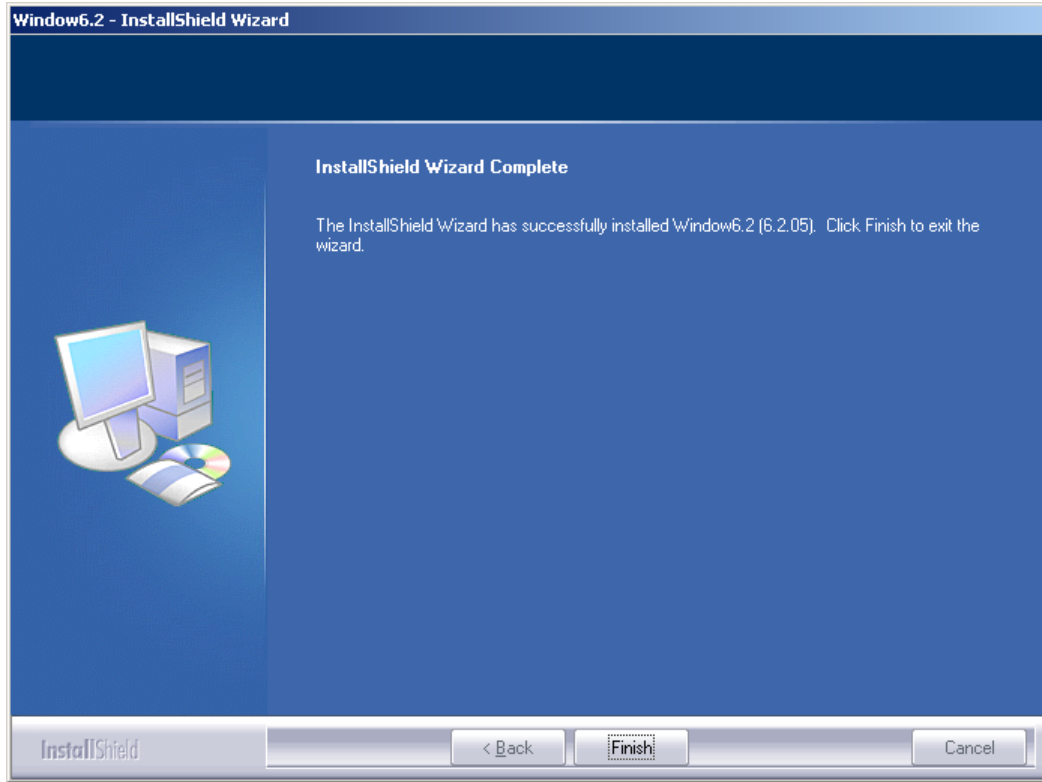 Window6.2 - InstallShield Wizard
InstallShield Wizard Complete
The InstallShield Wizard has successfully installed Window6.2 (6.2.05).  Click Finish to exit the
wizard.
InstallShield
< Back
Finish
Cancel